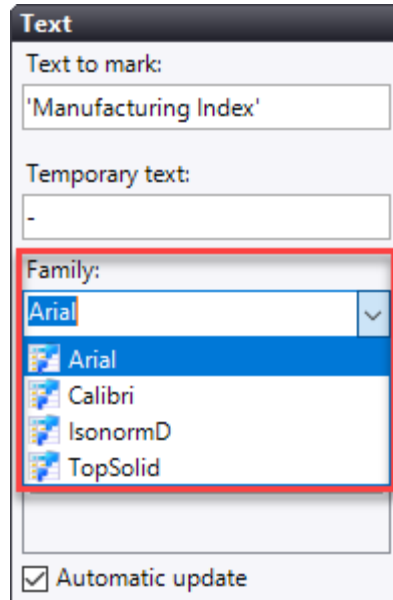 Text
Text to mark:
'Manufacturing Index'
Temporary text:
-
Family:
Arial
Arial
Calibri
IsonormD
TopSolid
Automatic update